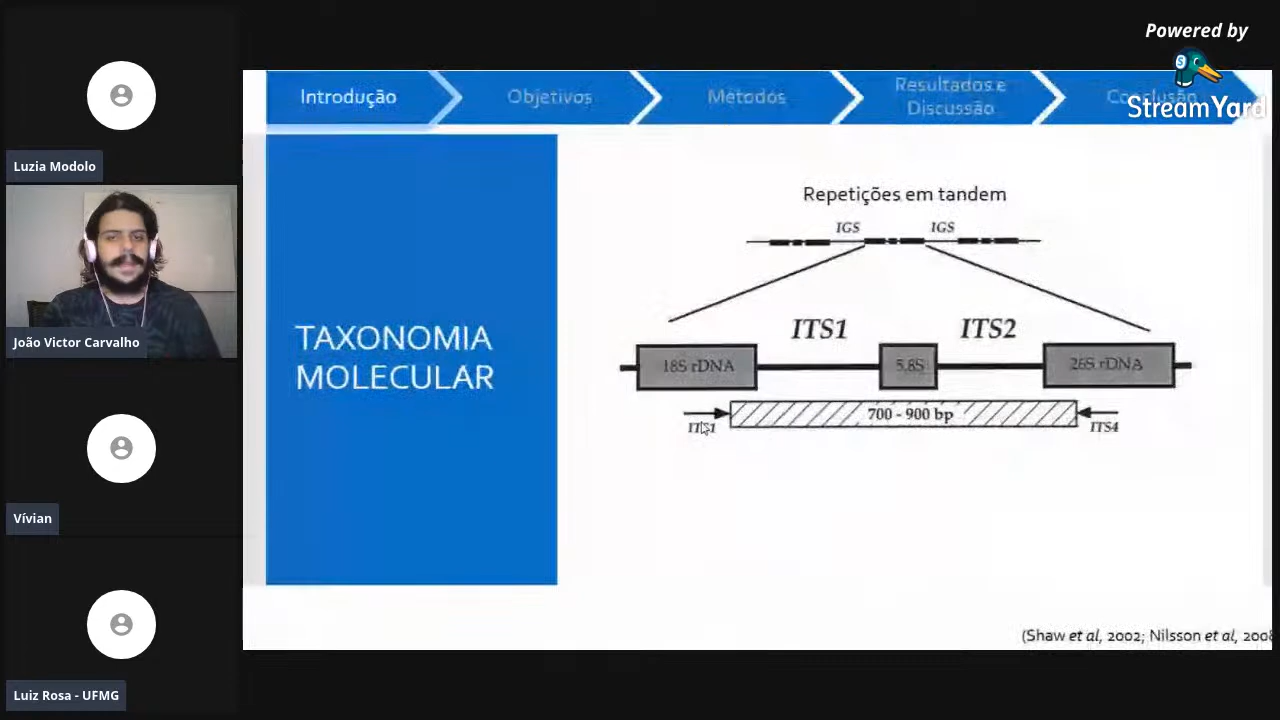 Powered by
StreamYard
Luzia Modolo
João Victor Carvalho
Vívian
Luiz Rosa - UFMG
Introdução
Objetivos
Métodos
Resultados e
Discussão
Conclusão
TAXONOMIA
MOLECULAR
Repetições em tandem
IGS
IGS
ITS1
ITS2
18S rDNA
5.8S
26S rDNA
700 - 900 bp
ITS1
ITS4
(Shaw et al, 2002; Nilsson et al, 2008